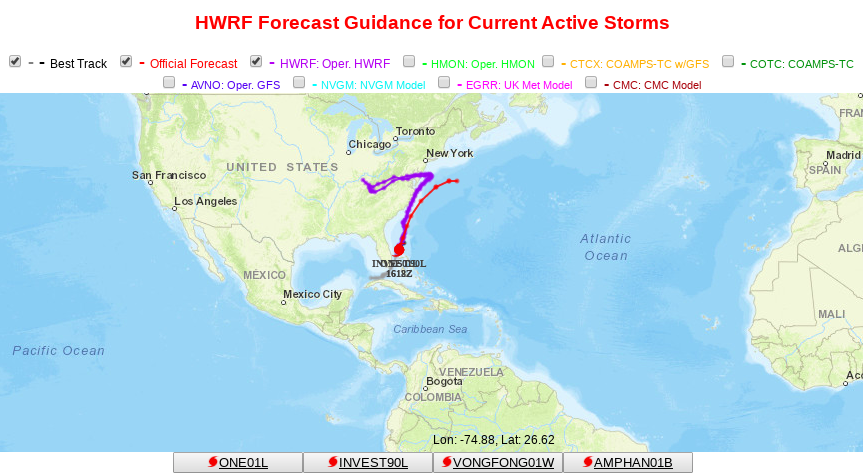 HWRF Forecast Guidance for Current Active Storms
- - Best Track - Official Forecast - HWRF: Oper. HWRF - HMON: Oper. HMON - CTCX: COAMPS-TC w/GFS - COTC: COAMPS-TC
- AVNO: Oper. GFS - NVGM: NVGM Model - EGRR: UK Met Model - CMC: CMC Model
Toronto
Chicago
New York
FRAN
Madrid
SPAIN
UNITED STATES
San Francisco
Los Angeles
Atlantic
Ocean
ALG
MÉXICO
Mexico City
MALI
Caribbean Sea
Pacific Ocean
VENEZUELA
Bogota
COLOMBIA
Acc
Lon: -74.88, Lat: 26.62
ONE01L INVEST90L VONGFONG01W AMPHAN01B